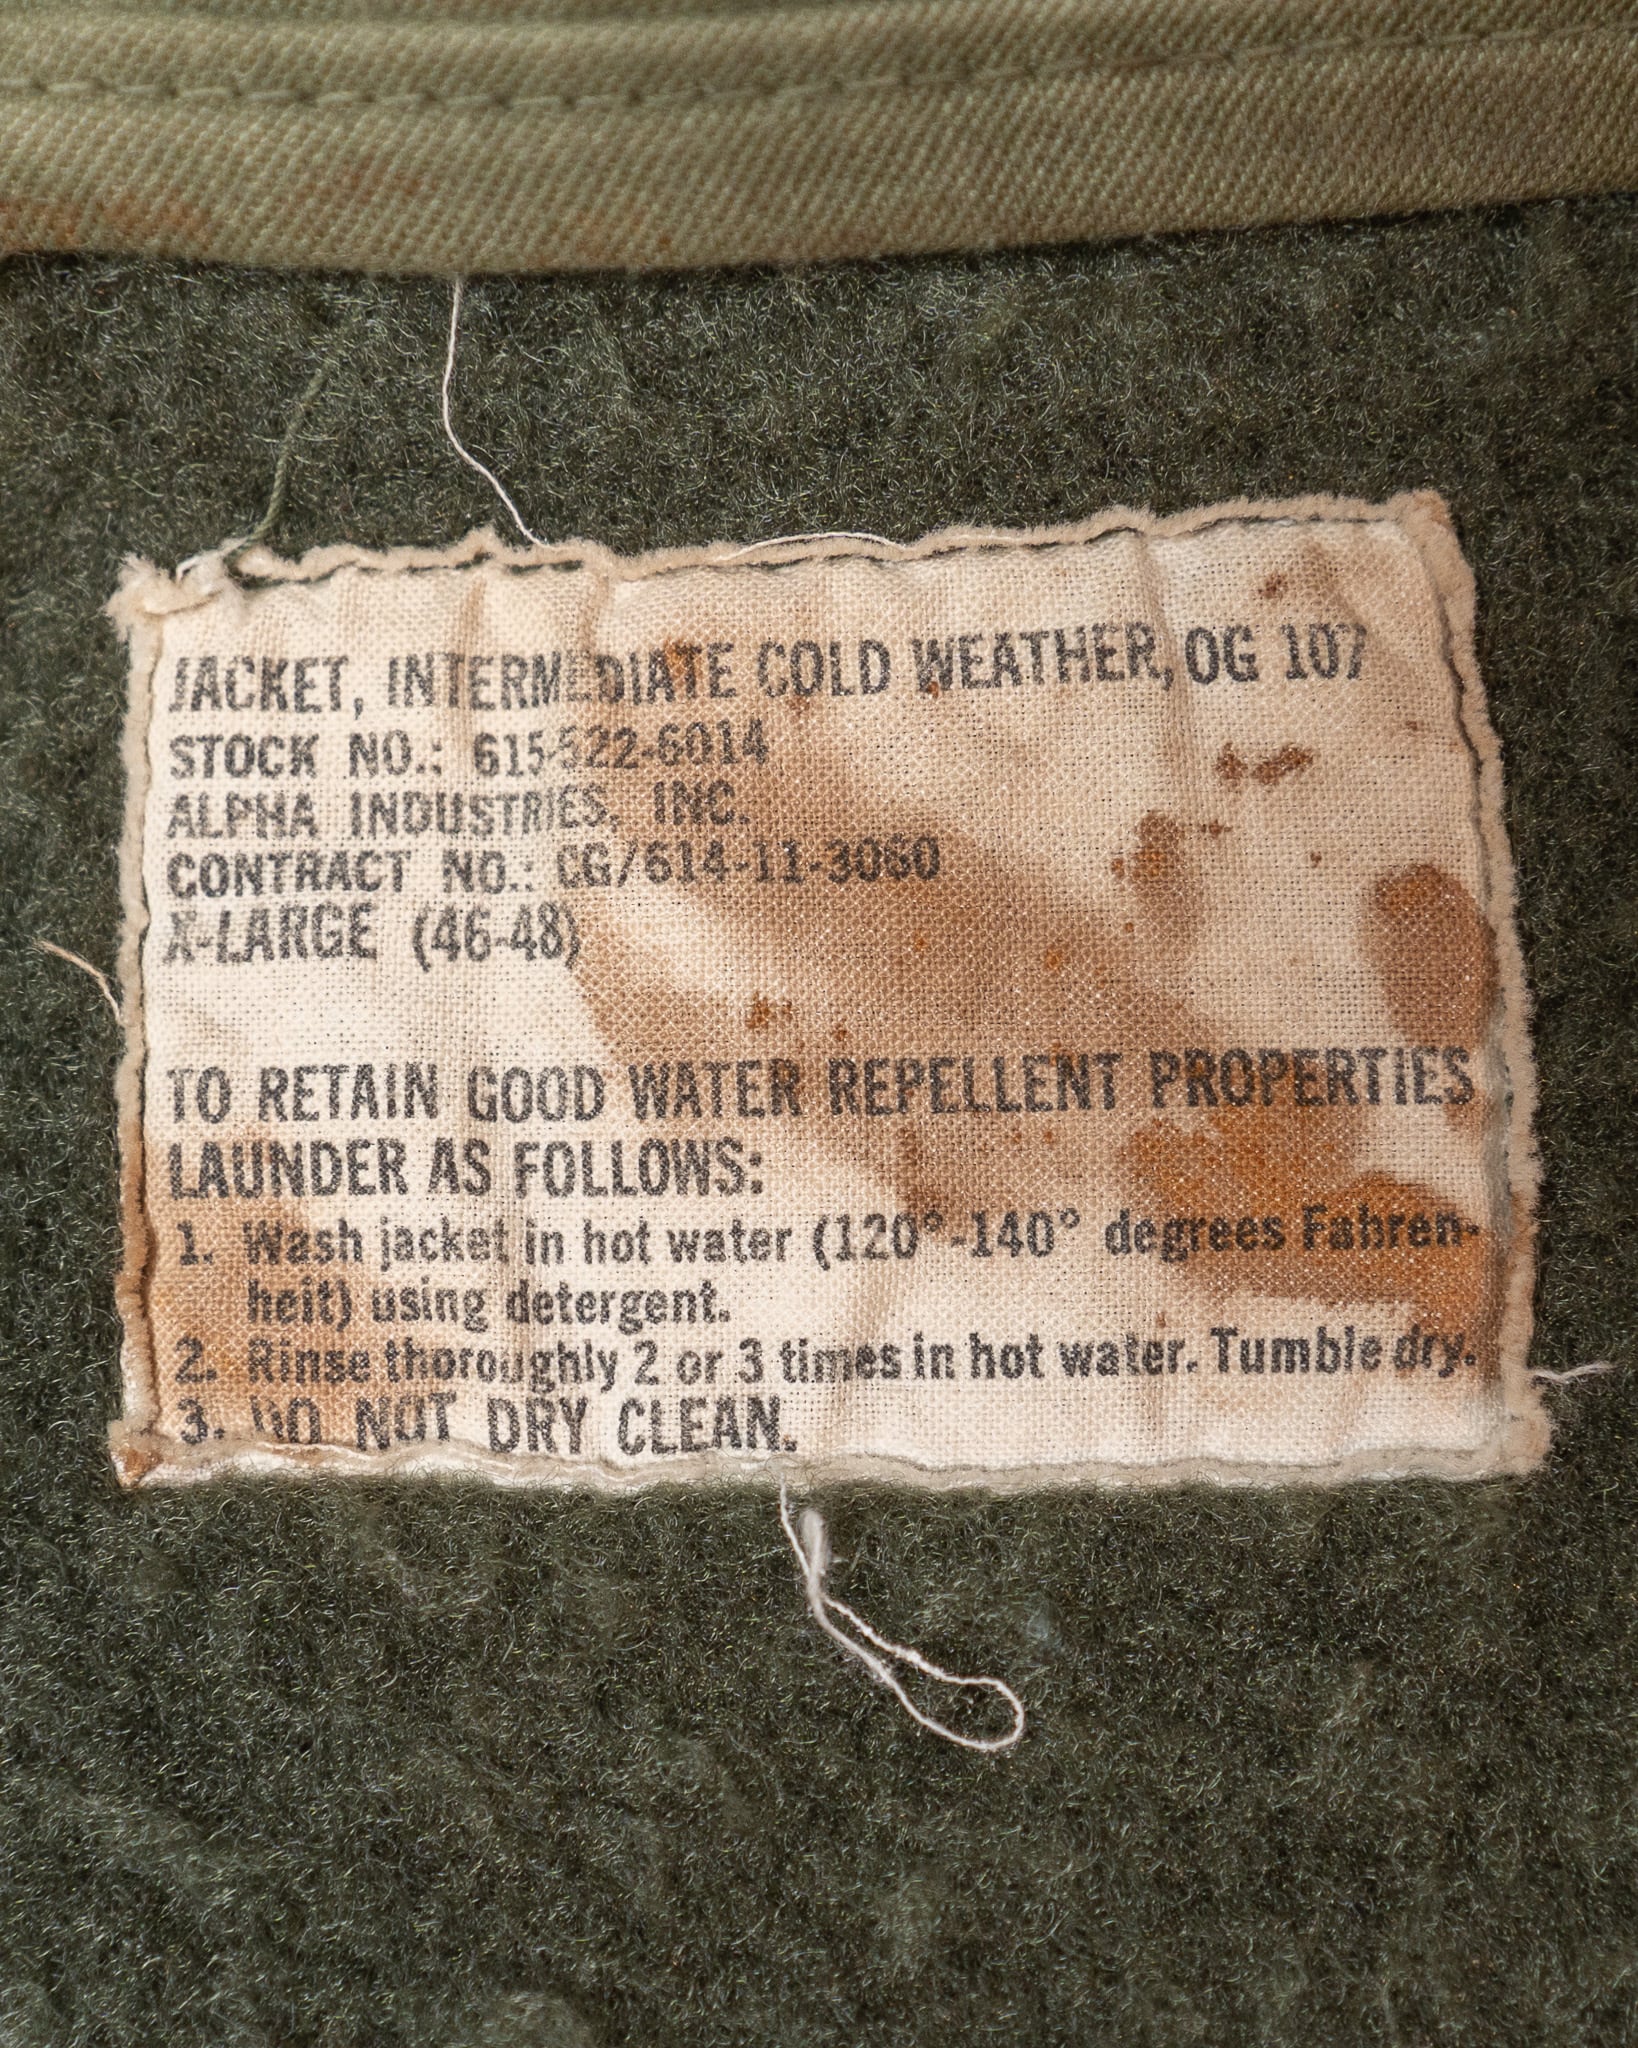 JACKET, INTERMEDIATE COLD WEATHER, OG 107
STOCK NO.: 615-522-6014
ALPHA INDUSTRIES, INC.
CONTRACT NO.: CG/614-11-3060
X-LARGE (46-48)
TO RETAIN GOOD WATER REPELLENT PROPERTIES
LAUNDER AS FOLLOWS:
1. Wash jacket in hot water (120°-140° degrees Fahren-
heit) using detergent.
2. Rinse thoroughly 2 or 3 times in hot water. Tumble dry.
3. DO NOT DRY CLEAN.